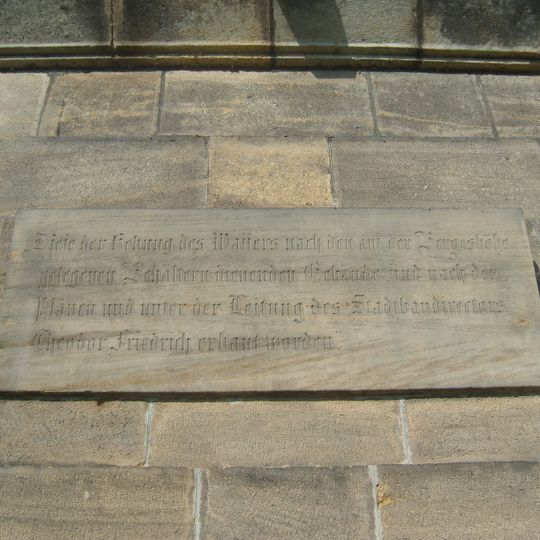 „Diese der Hebung des Wassers nach den auf der Bergeshöhe
gelegenen Behältern dienenden Gebäude sind nach den
Plänen und unter der Leitung des Stadtbaudirectors
Theodor Friedrich erbaut worden.“